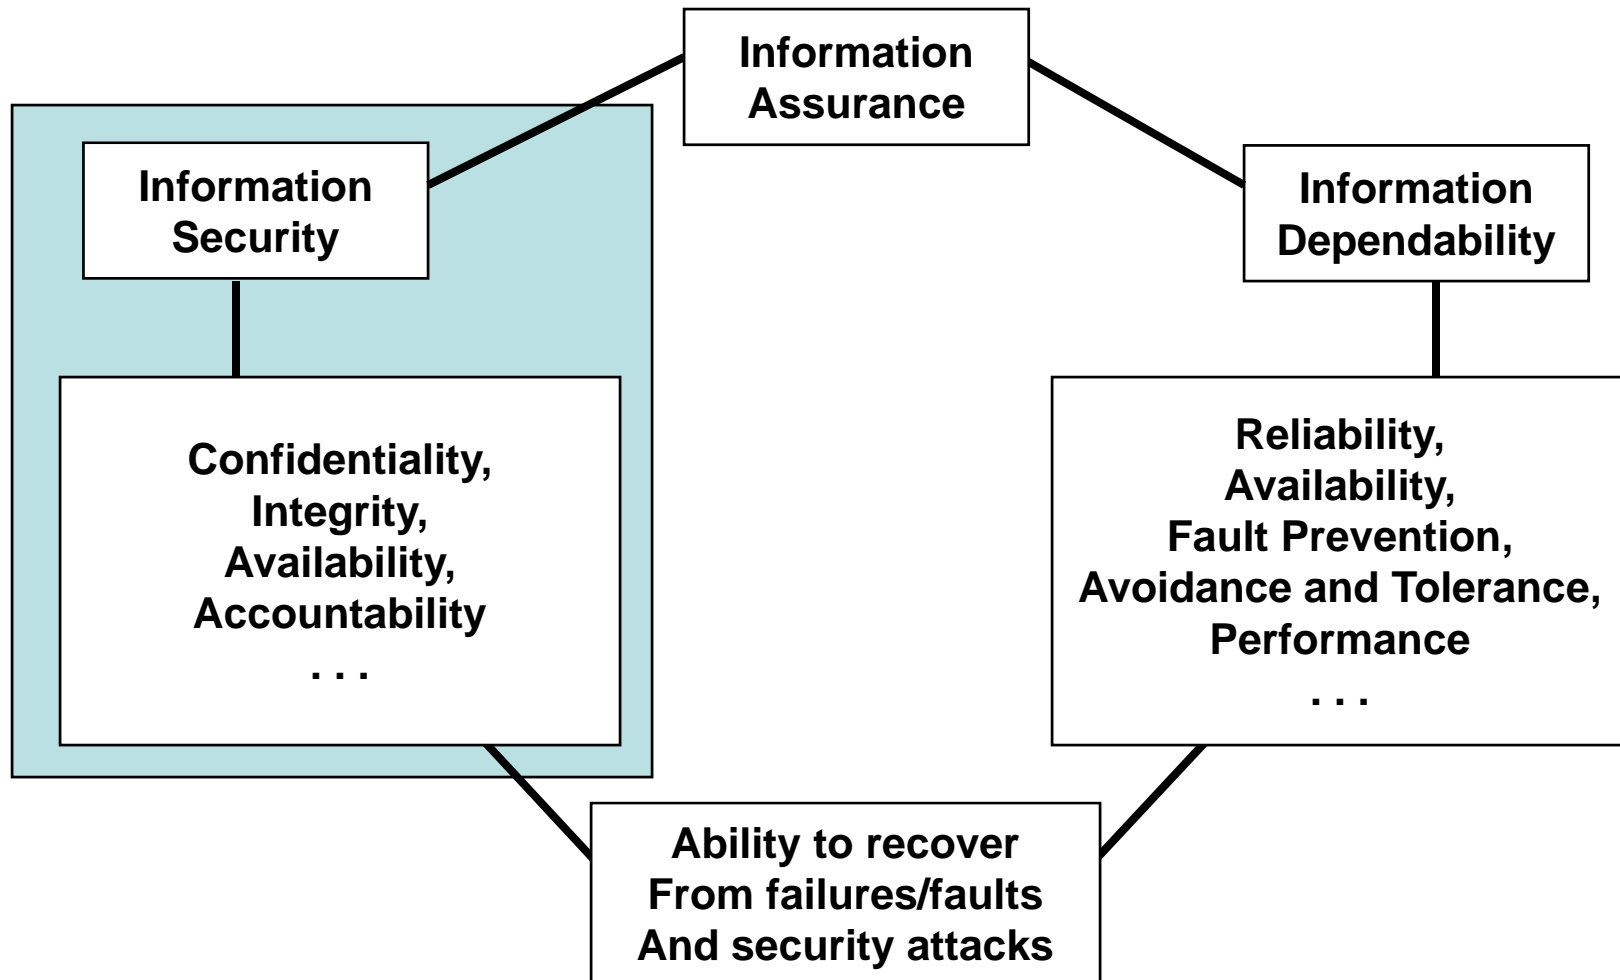 Information
Assurance
Information
Security
Information
Dependability
Confidentiality,
Integrity,
Availability,
Accountability
. . .
Reliability,
Availability,
Fault Prevention,
Avoidance and Tolerance,
Performance
. . .
Ability to recover
From failures/faults
And security attacks